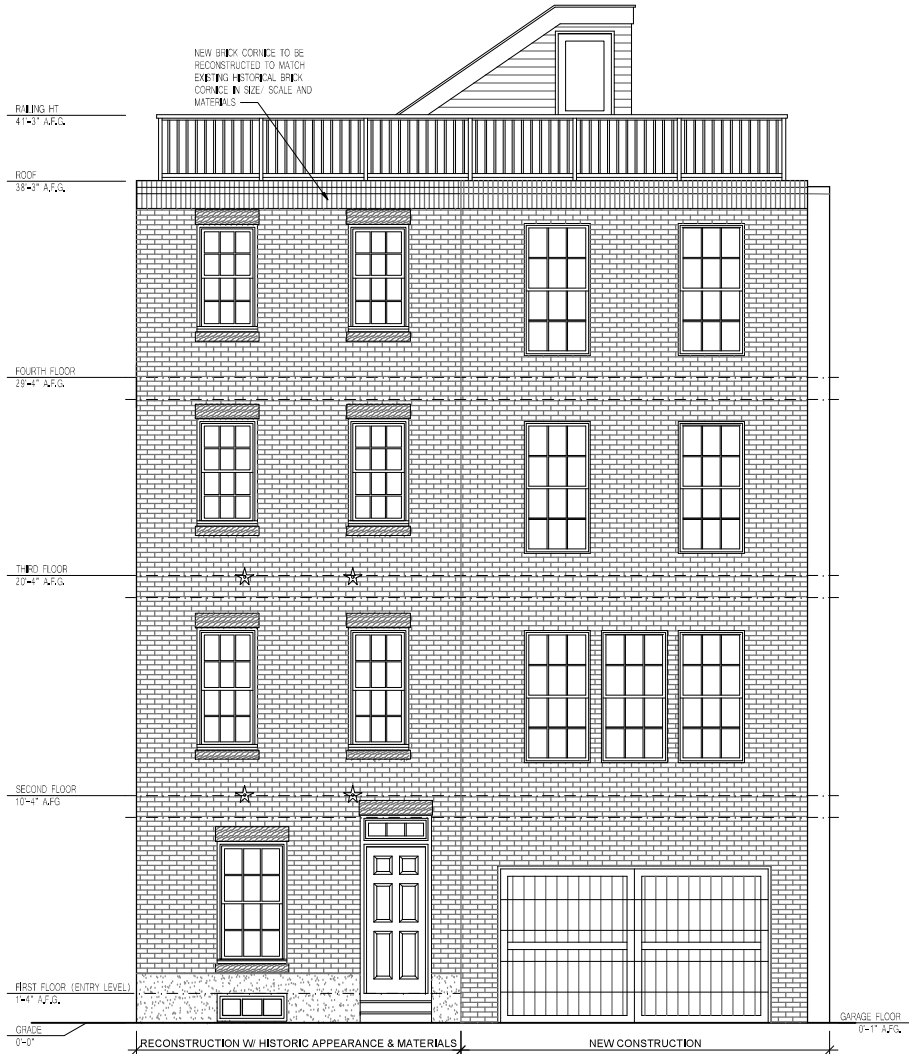 NEW BRICK CORNICE TO BE
RECONSTRUCTED TO MATCH
EXISTING HISTORICAL BRICK
CORNICE IN SIZE/ SCALE AND
MATERIALS
RAILING HT
41'-3" A.F.G.
ROOF
38'-3" A.F.G.
FOURTH FLOOR
29'-4" A.F.G.
THIRD FLOOR
20'-4" A.F.G.
SECOND FLOOR
10'-4" A.FG
FIRST FLOOR (ENTRY LEVEL)
1'-4" A.F.G.
GRADE
0'-0"
GARAGE FLOOR
0'-1" A.FG.
RECONSTRUCTION W/ HISTORIC APPEARANCE & MATERIALS
NEW CONSTRUCTION